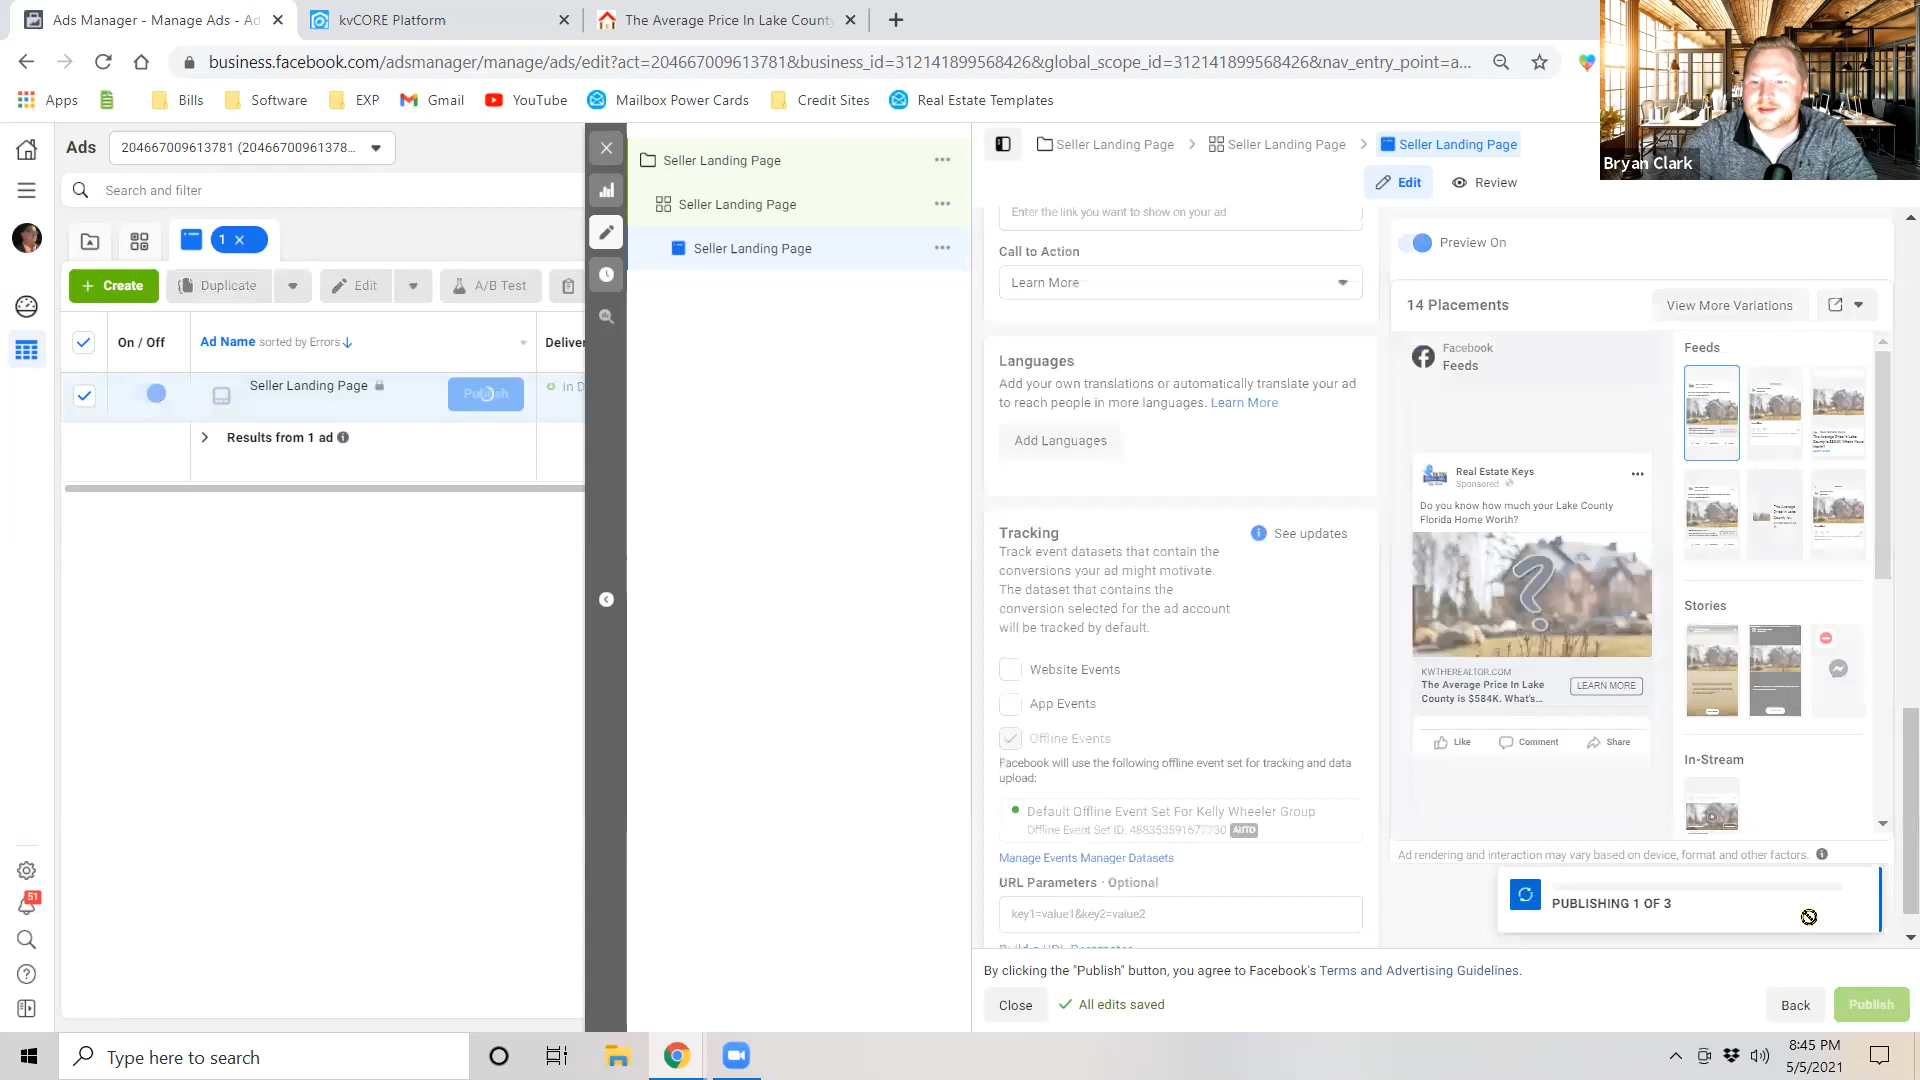 Ads Manager - Manage Ads - Ad
kvCORE Platform
The Average Price In Lake County
business.facebook.com/adsmanager/manage/ads/edit?act=204667009613781&business_id=312141899568426&global_scope_id=312141899568426&nav_entry_point=a...
Apps
Bills
Software
EXP
Gmail
YouTube
Mailbox Power Cards
Credit Sites
Real Estate Templates
Bryan Clark
Ads
204667009613781 (20466700961378...
Search and filter
1
Create
Duplicate
Edit
A/B Test
On / Off
Ad Name sorted by Errors
Deliver
Seller Landing Page
Publish
In D
Results from 1 ad
51
Seller Landing Page
Seller Landing Page
Seller Landing Page
Seller Landing Page
Seller Landing Page
Seller Landing Page
Edit
Review
Enter the link you want to show on your ad
Call to Action
Learn More
Languages
Add your own translations or automatically translate your ad
to reach people in more languages. Learn More
Add Languages
Tracking
See updates
Track event datasets that contain the
conversions your ad might motivate.
The dataset that contains the
conversion selected for the ad account
will be tracked by default.
Website Events
App Events
Offline Events
Facebook will use the following offline event set for tracking and data
upload:
Default Offline Event Set For Kelly Wheeler Group
Offline Event Set ID:
AUTO
Manage Events Manager Datasets
URL Parameters · Optional
key1=value1&key2=value2
Build a URL Parameter
Preview On
14 Placements
View More Variations
Facebook
Feeds
Feeds
Real Estate Keys
Sponsored ·
Do you know how much your Lake County
Florida Home Worth?
KWTHEREALTOR.COM
The Average Price In Lake
County is $584K. What's...
LEARN MORE
Like
Comment
Share
Stories
In-Stream
Ad rendering and interaction may vary based on device, format and other factors.
PUBLISHING 1 OF 3
By clicking the "Publish" button, you agree to Facebook's Terms and Advertising Guidelines.
Close
All edits saved
Back
Publish
Type here to search
8:45 PM
5/5/2021